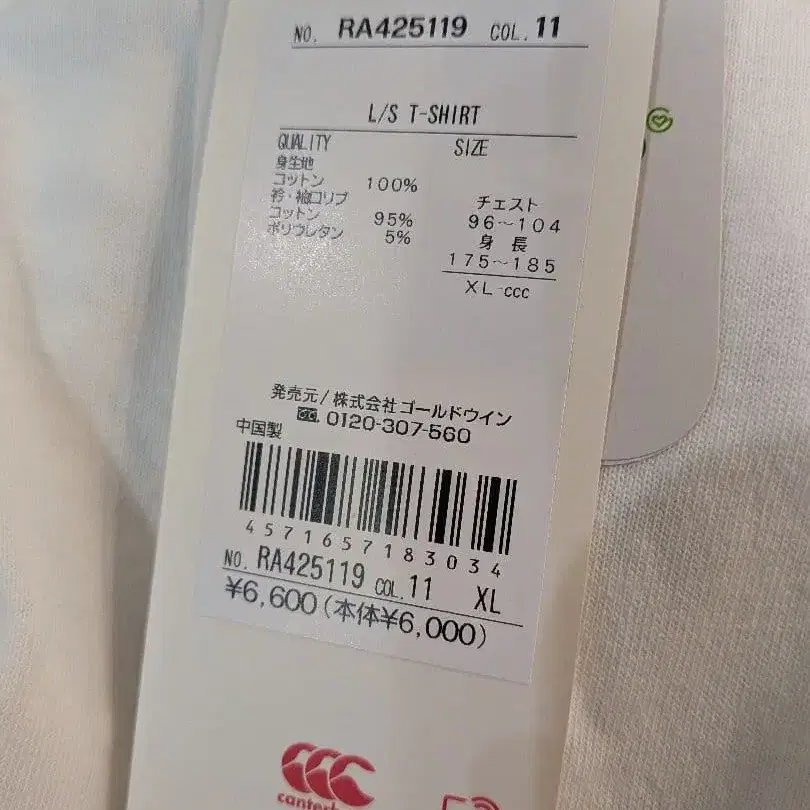 NO. RA425119 COL. 11
L/S T-SHIRT
QUALITY
身生地
コットン 100%
衿・袖口リブ
コットン 95%
ポリウレタン 5%
SIZE
チェスト
96～104
身長
175～185
XL-ccc
発売元/株式会社ゴールドウイン
0120-307-560
中国製
4571657183034
NO. RA425119 COL. 11 XL
¥6,600(本体¥6,000)
CCC